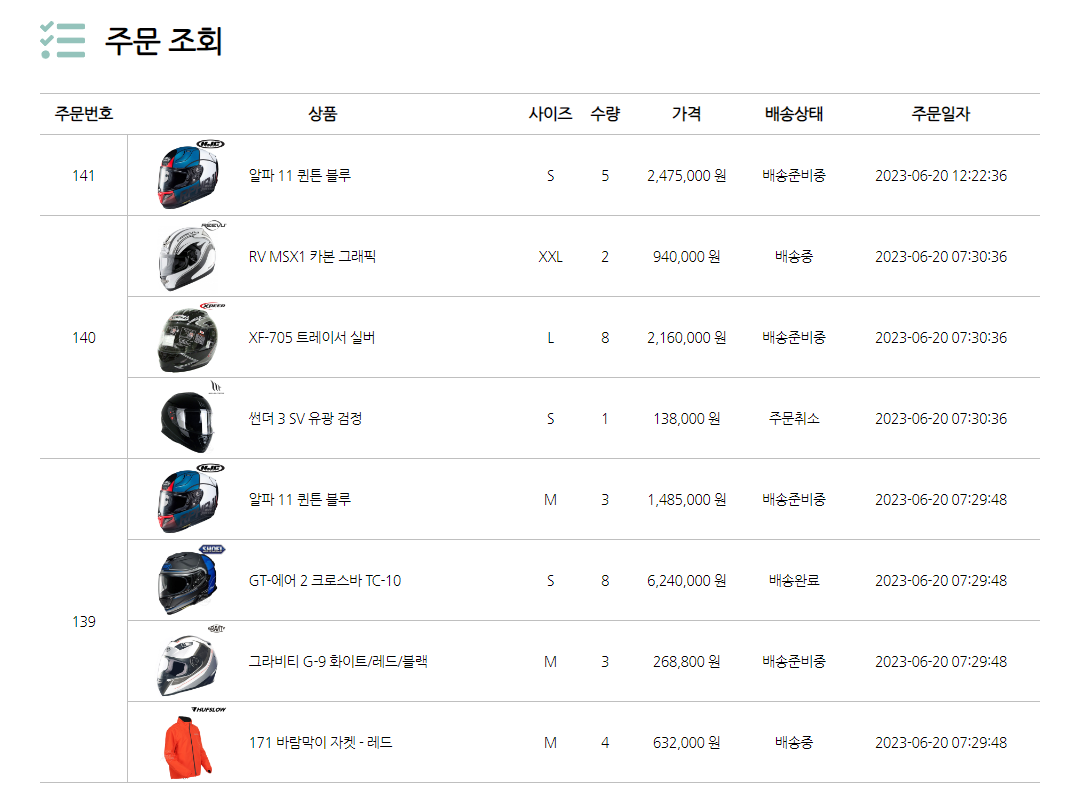 주문 조회
주문번호 상품 사이즈 수량 가격 배송상태 주문일자
HJC
141 알파 11 퀸튼 블루 S 5 2,475,000 원 배송준비중 2023-06-20 12:22:36
REEVU
RV MSX1 카본 그래픽 XXL 2 940,000 원 배송중 2023-06-20 07:30:36
XPEED
140 XF-705 트레이서 실버 L 8 2,160,000 원 배송준비중 2023-06-20 07:30:36
썬더 3 SV 유광 검정 S 1 138,000 원 주문취소 2023-06-20 07:30:36
HJC
알파 11 퀸튼 블루 M 3 1,485,000 원 배송준비중 2023-06-20 07:29:48
SHOEI
GT-에어 2 크로스바 TC-10 S 8 6,240,000 원 배송완료 2023-06-20 07:29:48
139
그라비티 G-9 화이트/레드/블랙 M 3 268,800 원 배송준비중 2023-06-20 07:29:48
HUFSLOW
171 바람막이 자켓 - 레드 M 4 632,000 원 배송중 2023-06-20 07:29:48